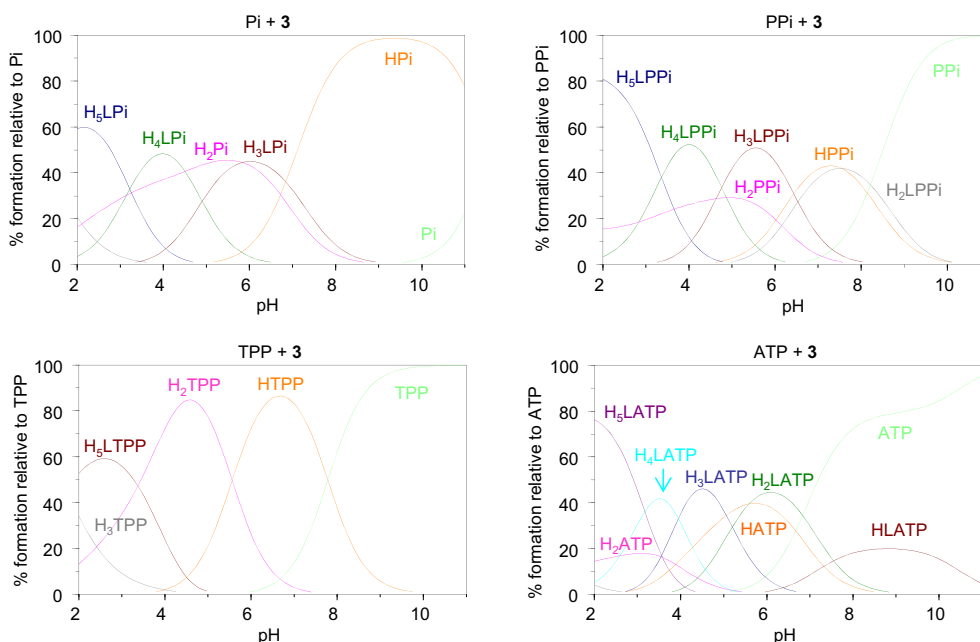 Pi + 3
% formation relative to Pi
100
80
60
40
20
0
H₅LPi
H₄LPi
H₂Pi
H₃LPi
HPi
Pi
2 4 6 8 10
pH
PPi + 3
% formation relative to PPi
100
80
60
40
20
0
H₅LPPi
H₄LPPi
H₃LPPi
H₂PPi
HPPi
H₂LPPi
PPi
2 4 6 8 10
pH
TPP + 3
% formation relative to TPP
100
80
60
40
20
0
H₅LTPP
H₃TPP
H₂TPP
HTPP
TPP
2 4 6 8 10
pH
ATP + 3
% formation relative to ATP
100
80
60
40
20
0
H₅LATP
H₄LATP
H₃LATP
H₂LATP
H₂ATP
HATP
HLATP
ATP
2 4 6 8 10
pH